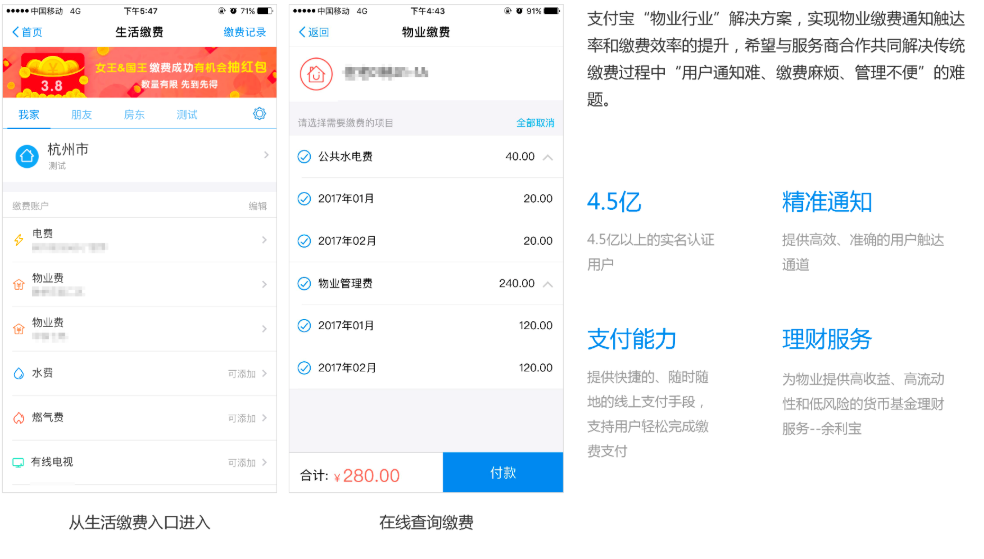 中国移动 4G 下午5:47 71%
首页 生活缴费 缴费记录
女王&国王 缴费成功有机会抽红包
3.8 数量有限 先到先得
我家 朋友 房东 测试
杭州市
测试
缴费账户 编辑
电费
物业费
物业费
水费 可添加
燃气费 可添加
有线电视 可添加
从生活缴费入口进入
中国移动 4G 下午4:43 91%
返回 物业缴费
请选择需要缴费的项目 全部取消
公共水电费 40.00
2017年01月 20.00
2017年02月 20.00
物业管理费 240.00
2017年01月 120.00
2017年02月 120.00
合计: ¥280.00 付款
在线查询缴费
支付宝“物业行业”解决方案，实现物业缴费通知触达
率和缴费效率的提升，希望与服务商合作共同解决传统
缴费过程中“用户通知难、缴费麻烦、管理不便”的难
题。
4.5亿
4.5亿以上的实名认证
用户
精准通知
提供高效、准确的用户触达
通道
支付能力
提供快捷的、随时随
地的线上支付手段，
支持用户轻松完成缴
费支付
理财服务
为物业提供高收益、高流动
性和低风险的货币基金理财
服务--余利宝